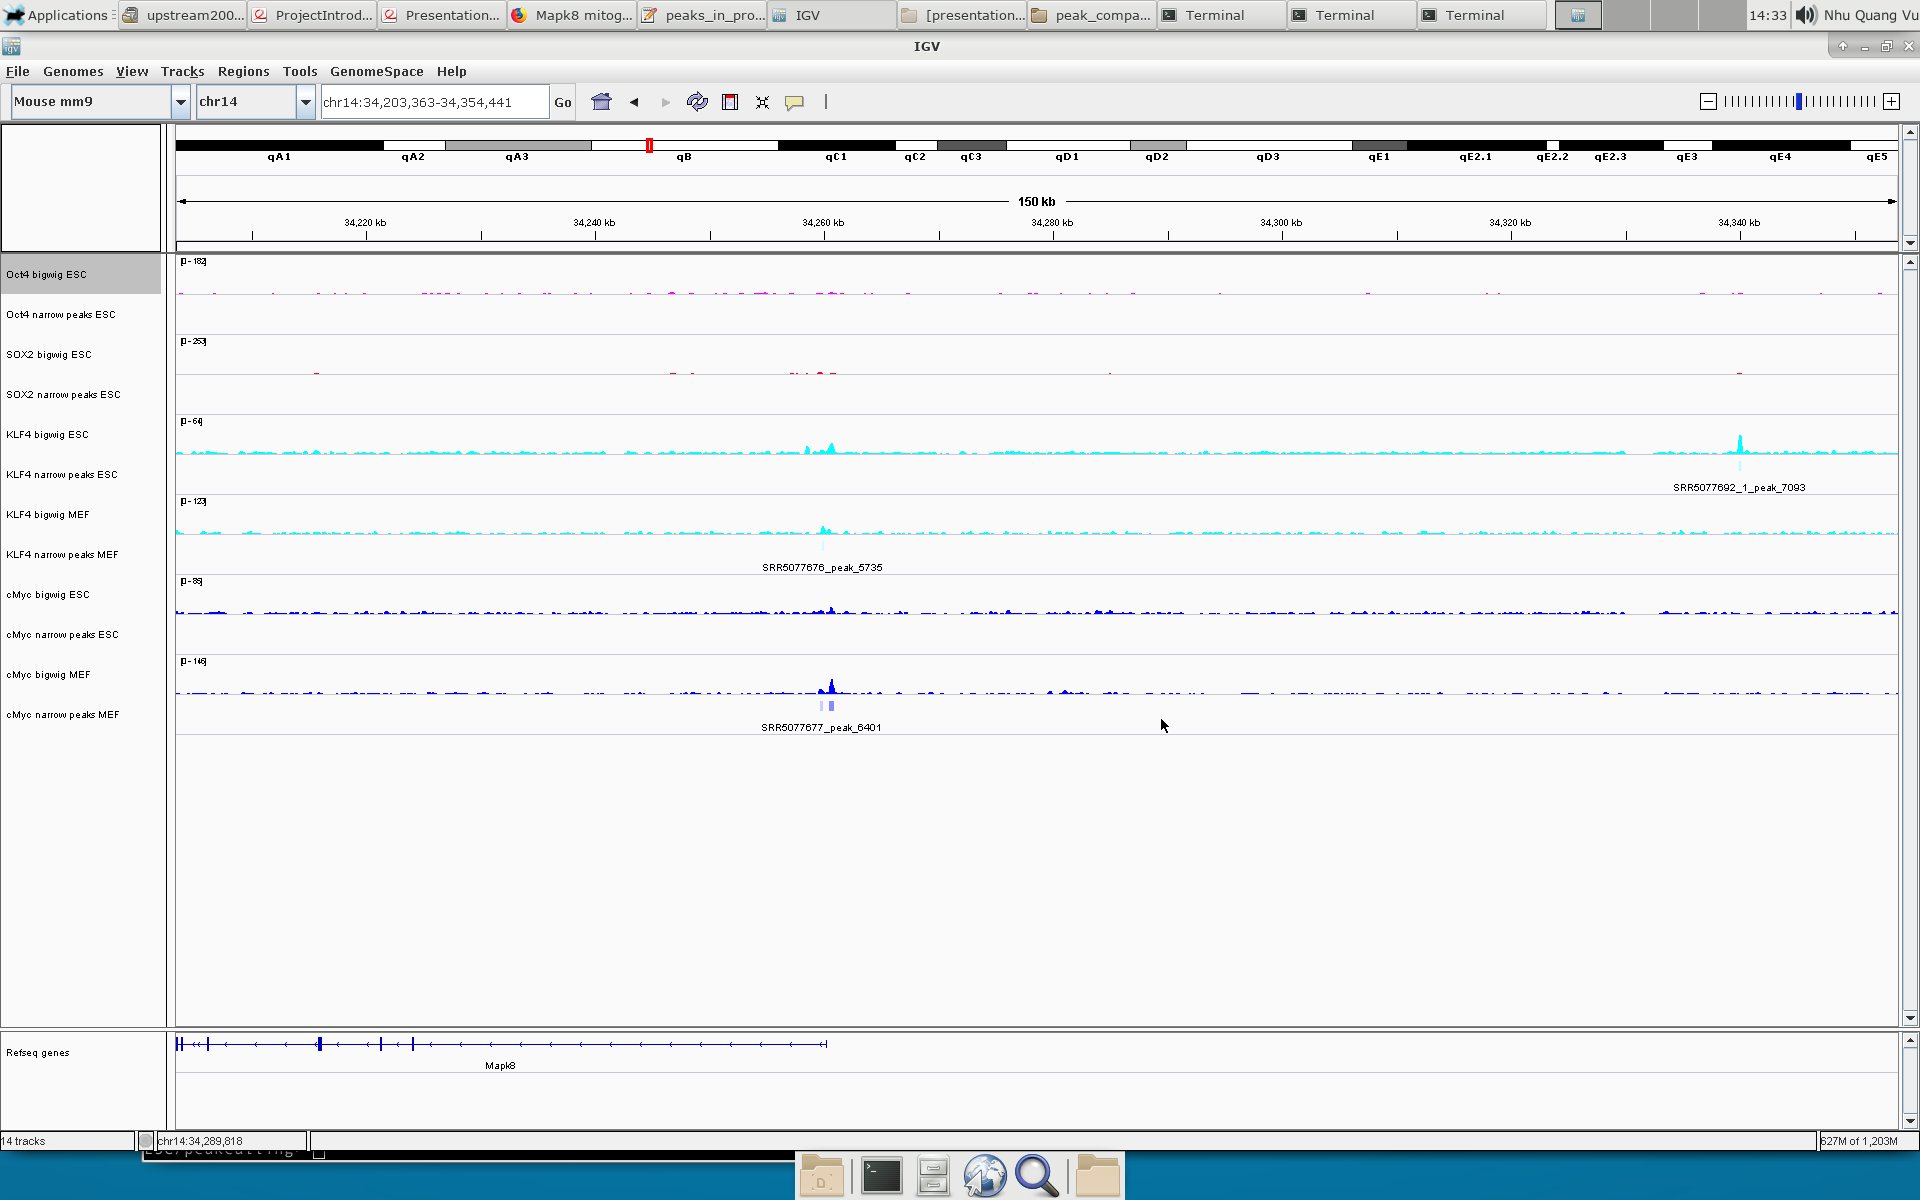 Applications upstream200... ProjectIntrod... Presentation... Mapk8 mitog... peaks_in_pro... IGV [presentation... peak_compa... Terminal Terminal Terminal 14:33 Nhu Quang Vu
IGV
File Genomes View Tracks Regions Tools GenomeSpace Help
Mouse mm9 chr14 chr14:34,203,363-34,354,441 Go
qA1 qA2 qA3 qB qC1 qC2 qC3 qD1 qD2 qD3 qE1 qE2.1 qE2.2 qE2.3 qE3 qE4 qE5
150 kb
34,220 kb 34,240 kb 34,260 kb 34,280 kb 34,300 kb 34,320 kb 34,340 kb
[0 - 182]
Oct4 bigwig ESC
Oct4 narrow peaks ESC
[0 - 253]
SOX2 bigwig ESC
SOX2 narrow peaks ESC
[0 - 64]
KLF4 bigwig ESC
KLF4 narrow peaks ESC
SRR5077692_1_peak_7093
[0 - 123]
KLF4 bigwig MEF
KLF4 narrow peaks MEF
SRR5077676_peak_5735
[0 - 85]
cMyc bigwig ESC
cMyc narrow peaks ESC
[0 - 146]
cMyc bigwig MEF
cMyc narrow peaks MEF
SRR5077677_peak_6401
Refseq genes
Mapk8
14 tracks chr14:34,289,818 627M of 1,203M